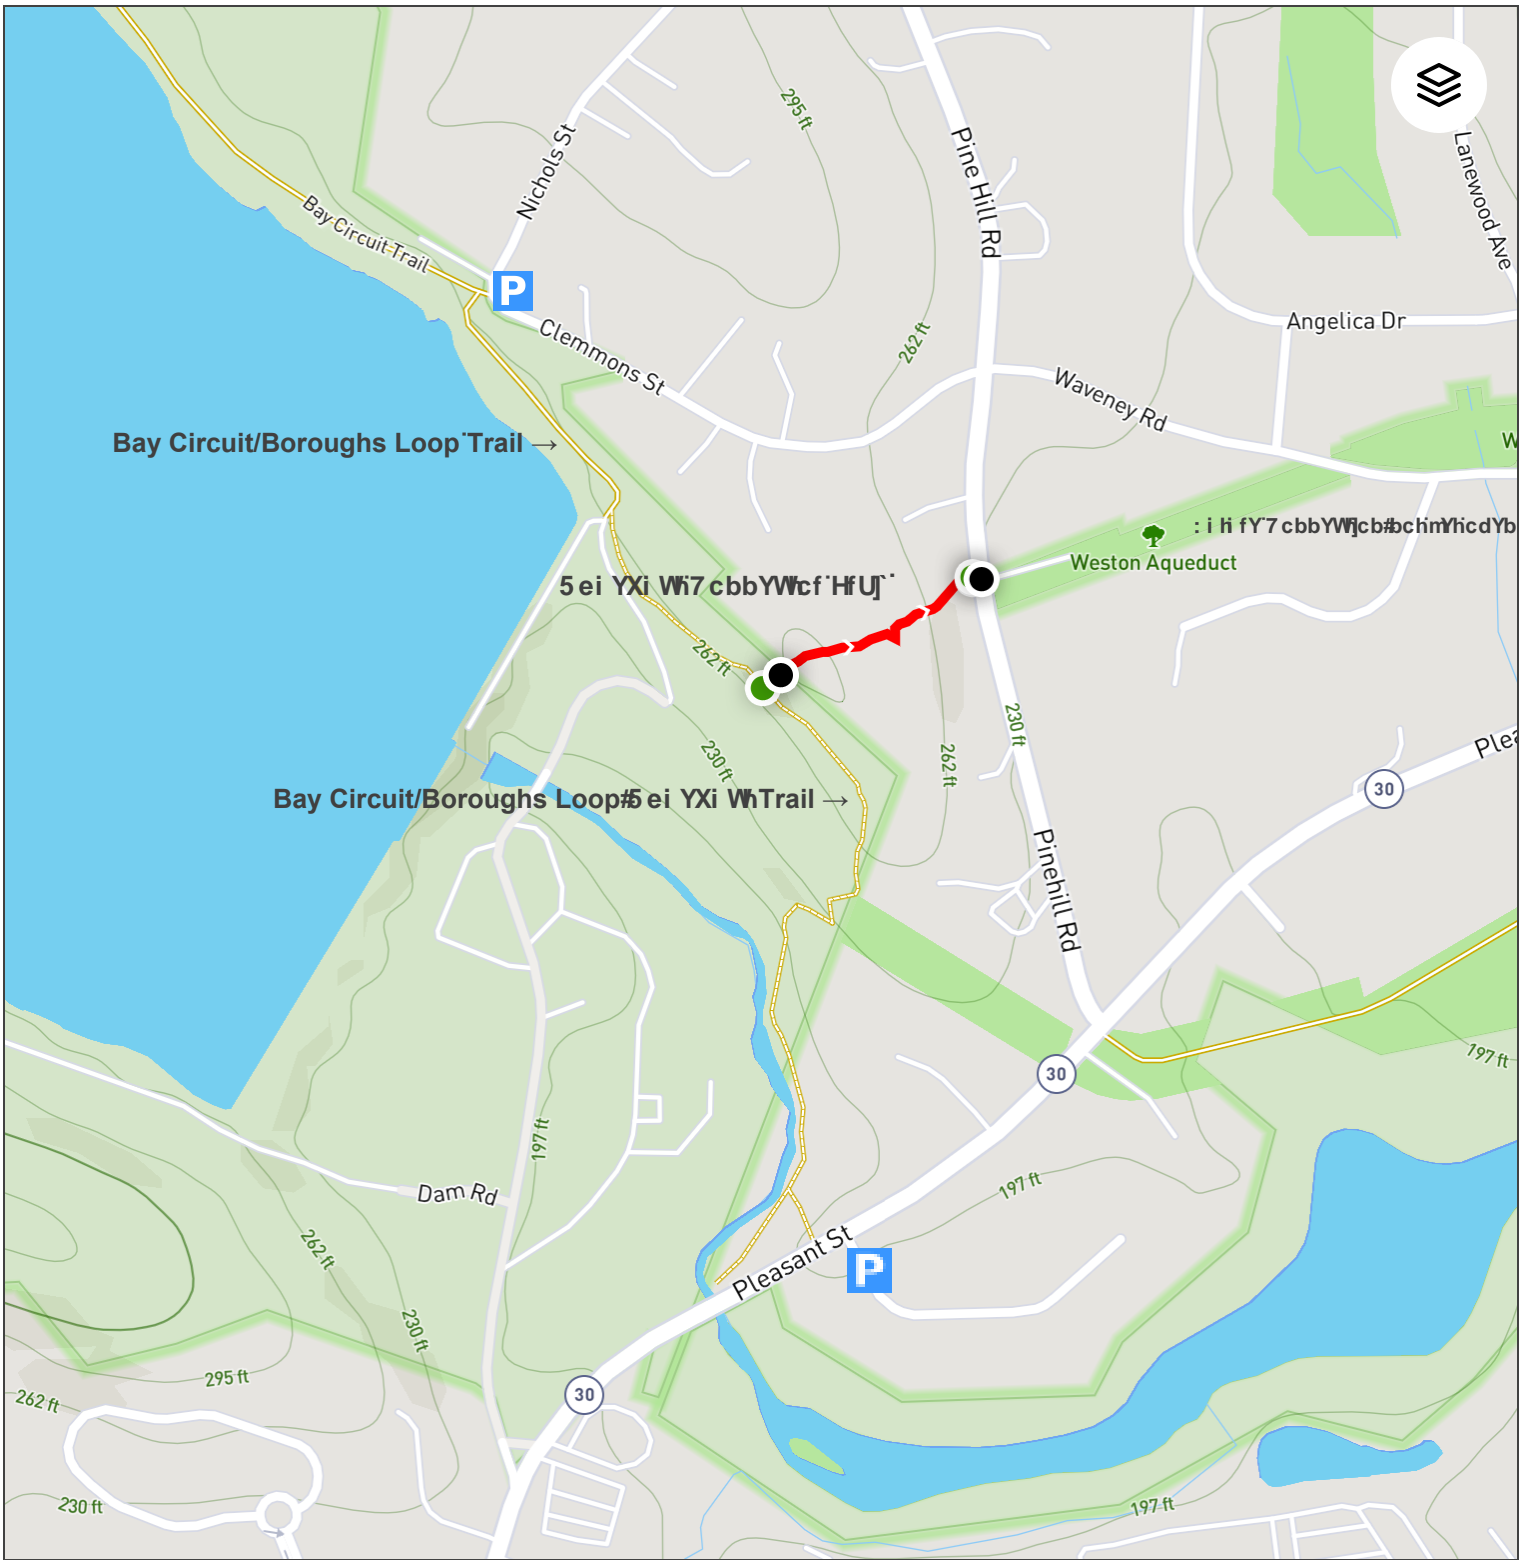 295 ft
Nichols St
Pine Hill Rd
Lanewood Ave
Bay Circuit Trail
P
Clemmons St
262 ft
Angelica Dr
Waveney Rd
Bay Circuit/Boroughs Loop Trail →
W
Weston Aqueduct
262 ft
230 ft
230 ft
262 ft
Plea
30
Bay Circuit/Boroughs Loop
Trail →
Pinehill Rd
30
197 ft
197 ft
Dam Rd
197 ft
262 ft
Pleasant St
P
230 ft
295 ft
262 ft
30
230 ft
197 ft